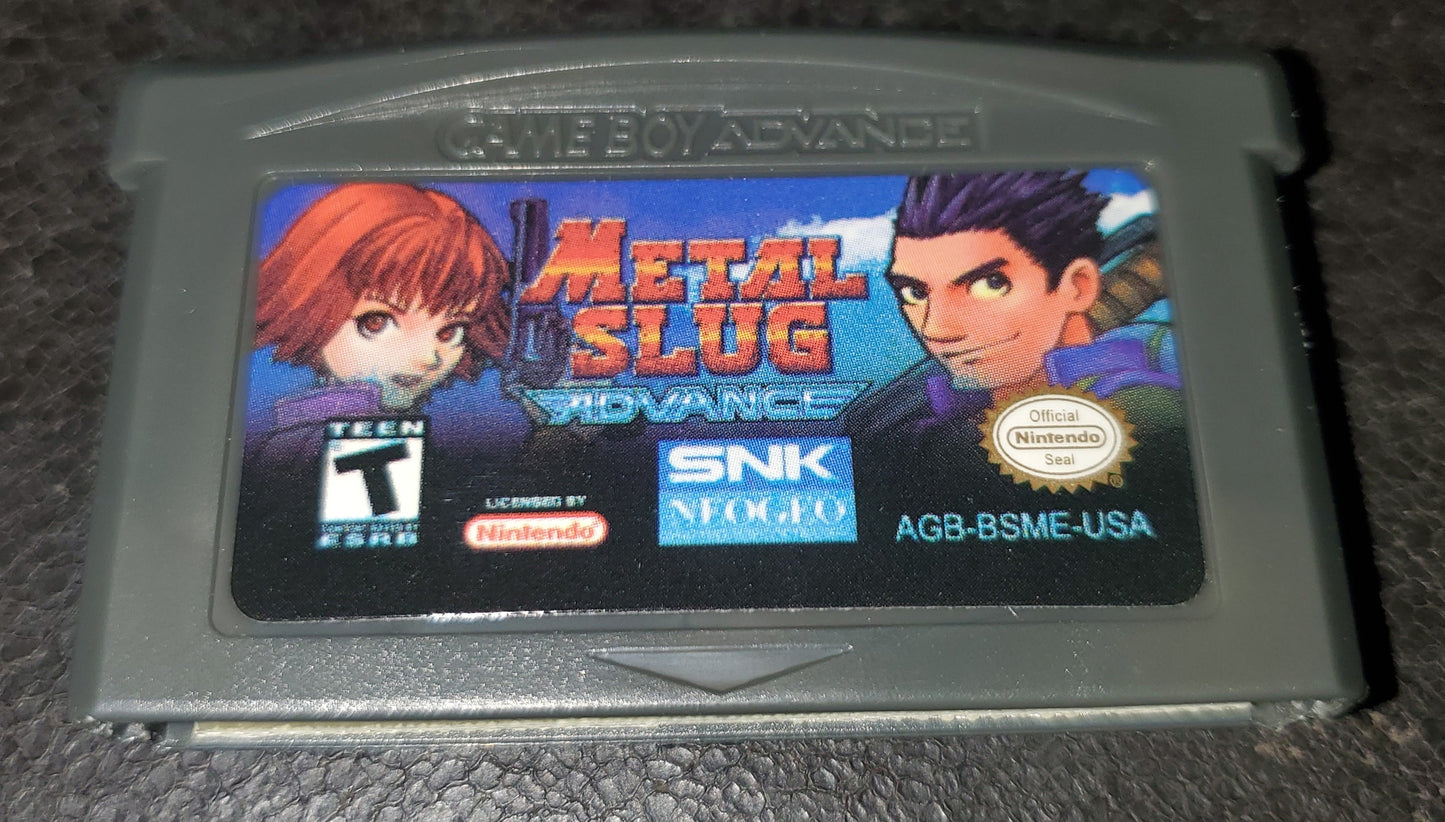 GAME BOY ADVANCE
METAL
SLUG
ADVANCE
TEEN
T
ESRB
LICENSED BY
Nintendo
SNK
NEOGEO
Official
Nintendo
Seal
®
AGB-BSME-USA